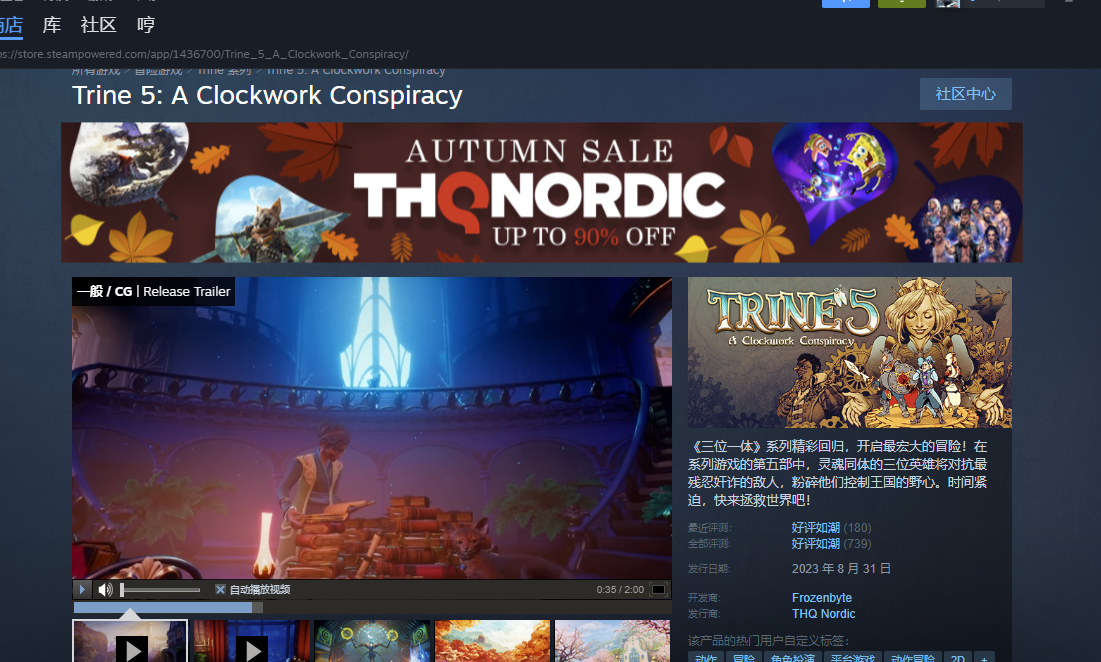 商店 库 社区 哼
ps://store.steampowered.com/app/1436700/Trine_5_A_Clockwork_Conspiracy/
所有游戏 > 冒险游戏 > Trine 系列 > Trine 5: A Clockwork Conspiracy
Trine 5: A Clockwork Conspiracy
社区中心
AUTUMN SALE
THQNORDIC
UP TO 90% OFF
一般 / CG | Release Trailer
TRINE 5
A Clockwork Conspiracy
《三位一体》系列精彩回归，开启最宏大的冒险！在
系列游戏的第五部中，灵魂同体的三位英雄将对抗最
残忍奸诈的敌人，粉碎他们控制王国的野心。时间紧
迫，快来拯救世界吧！
最近评测: 好评如潮 (180)
全部评测: 好评如潮 (739)
发行日期: 2023 年 8 月 31 日
开发商: Frozenbyte
发行商: THQ Nordic
自动播放视频
0:35 / 2:00
该产品的热门用户自定义标签:
动作 冒险 角色扮演 平台游戏 动作冒险 2D +